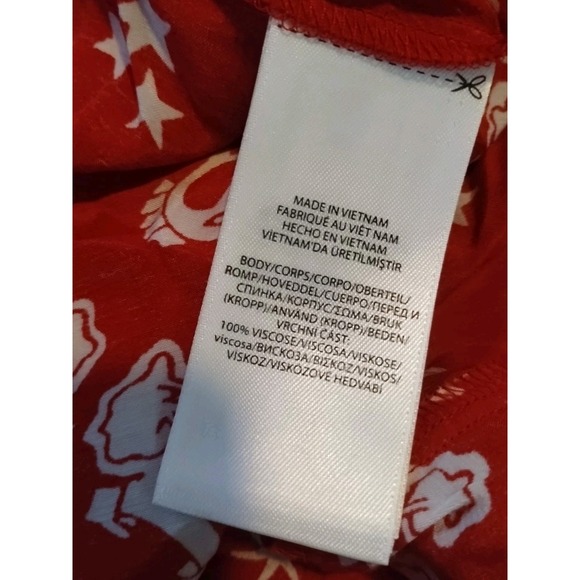 MADE IN VIETNAM
FABRIQUÉ AU VIÊT NAM
HECHO EN VIETNAM
VİETNAM'DA ÜRETİLMİŞTİR
BODY/CORPS/CORPO/OBERTEIL/
ROMP/HOVEDDEL/CUERPO/ПЕРЕД И
СПИНКА/КОРПУС/ΣΩΜΑ/BRUK
(KROPP)/ANVÄND (KROPP)/BEDEN/
VRCHNÍ ČÁST:
100% VISCOSE/VISCOSA/VISKOSE/
viscosa/ВИСКОЗА/ΒΙΣΚΟΖ/VISKOS/
VİSKOZ/VISKÓZOVÉ HEDVÁBÍ